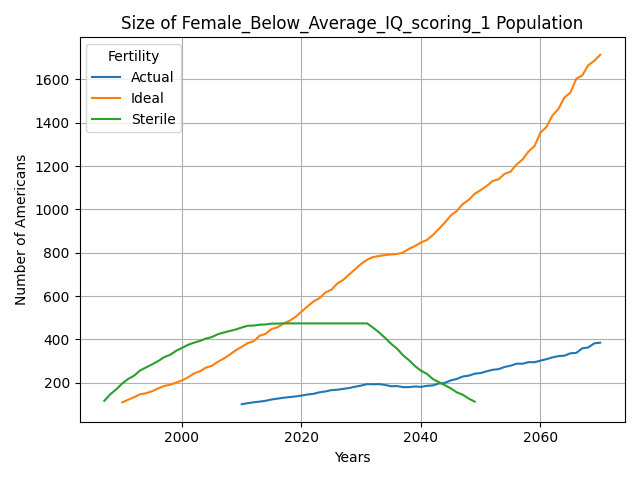 Size of Female_Below_Average_IQ_scoring_1 Population
Fertility
Actual
Ideal
Sterile
Number of Americans
1600
1400
1200
1000
800
600
400
200
2000
2020
2040
2060
Years